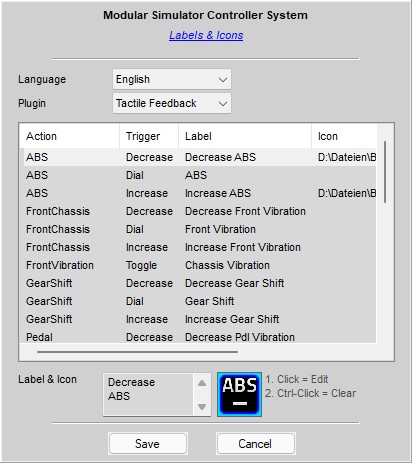 Modular Simulator Controller System
Labels & Icons
Language English
Plugin Tactile Feedback
Action Trigger Label Icon
ABS Decrease Decrease ABS D:\Dateien\B
ABS Dial ABS
ABS Increase Increase ABS D:\Dateien\B
FrontChassis Decrease Decrease Front Vibration
FrontChassis Dial Front Vibration
FrontChassis Increase Increase Front Vibration
FrontVibration Toggle Chassis Vibration
GearShift Decrease Decrease Gear Shift
GearShift Dial Gear Shift
GearShift Increase Increase Gear Shift
Pedal Decrease Decrease Pdl Vibration
Label & Icon
Decrease
ABS
ABS
1. Click = Edit
2. Ctrl-Click = Clear
Save Cancel